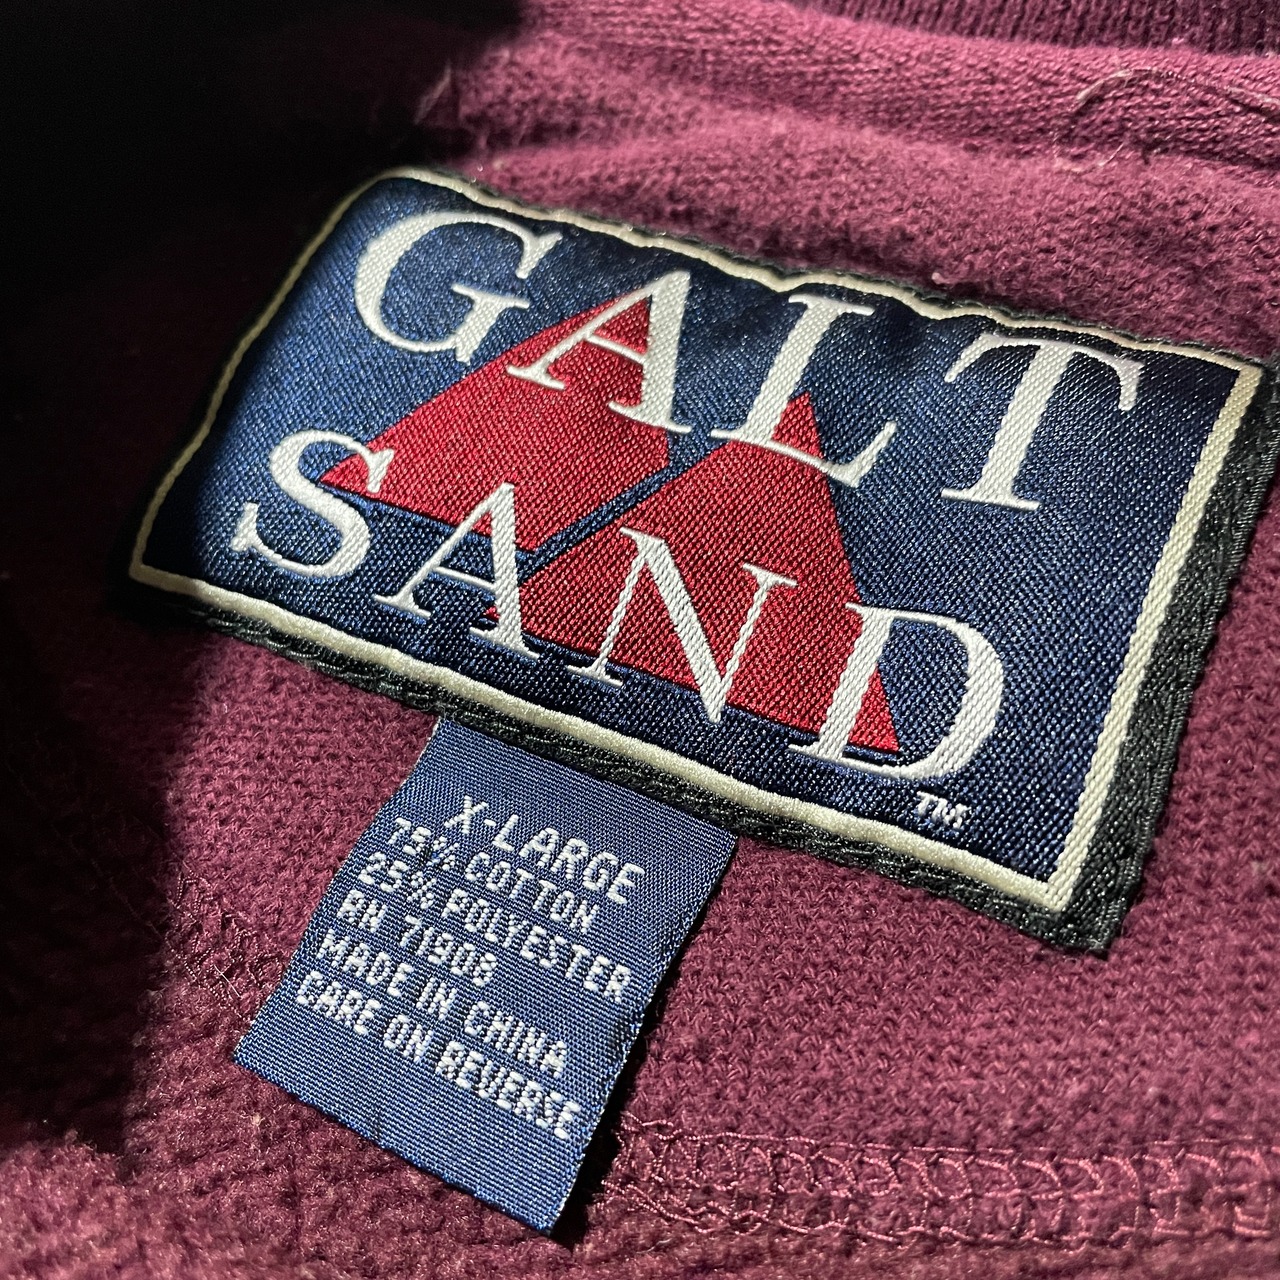 GALT
SAND
TM
X-LARGE
75% COTTON
25% POLYESTER
RN 71908
MADE IN CHINA
CARE ON REVERSE